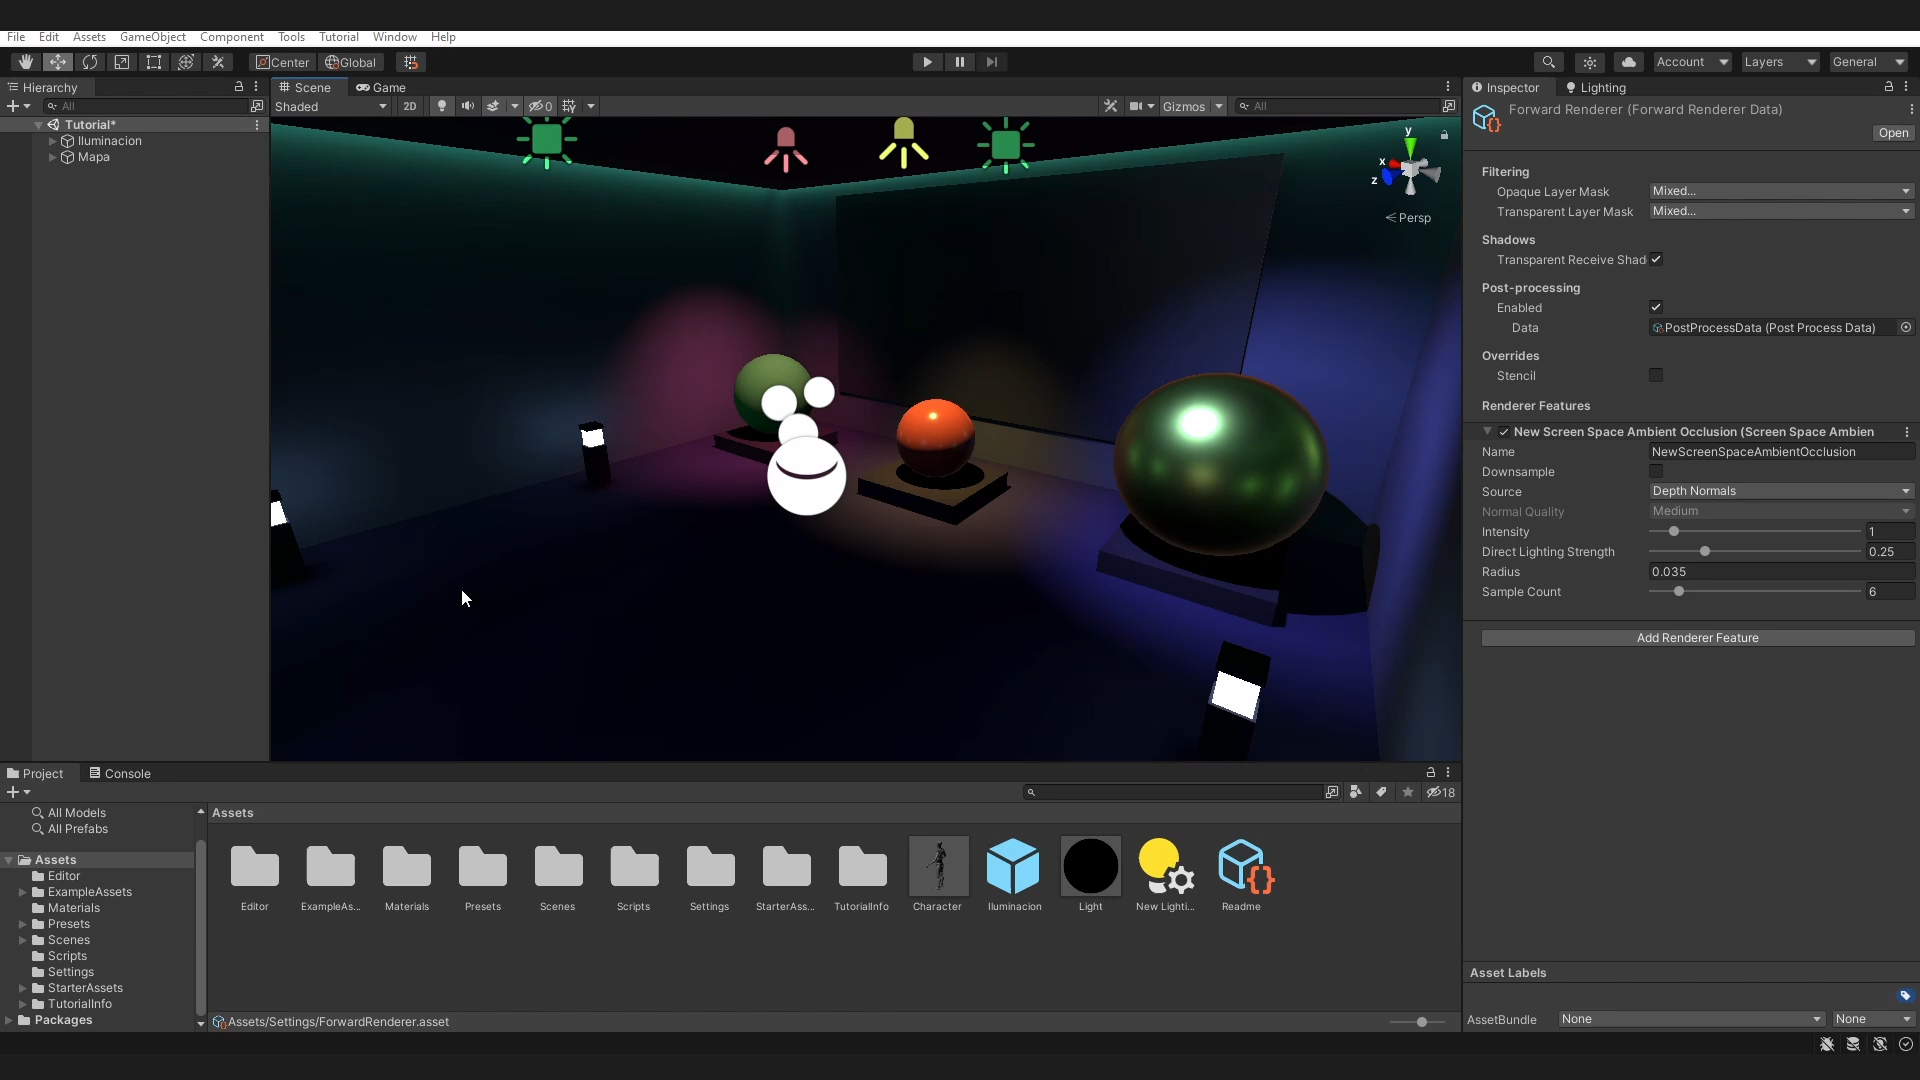 File Edit Assets GameObject Component Tools Tutorial Window Help
Center Global Account Layers General
Hierarchy
All
Tutorial*
Iluminacion
Mapa
Scene Game
Shaded 2D 0 Gizmos All
y
x
z
Persp
Inspector Lighting
Forward Renderer (Forward Renderer Data)
Open
Filtering
Opaque Layer Mask Mixed...
Transparent Layer Mask Mixed...
Shadows
Transparent Receive Shad
Post-processing
Enabled
Data PostProcessData (Post Process Data)
Overrides
Stencil
Renderer Features
New Screen Space Ambient Occlusion (Screen Space Ambien
Name NewScreenSpaceAmbientOcclusion
Downsample
Source Depth Normals
Normal Quality Medium
Intensity 1
Direct Lighting Strength 0.25
Radius 0.035
Sample Count 6
Add Renderer Feature
Asset Labels
AssetBundle None None
Project Console
18
All Models
All Prefabs
Assets
Editor
ExampleAssets
Materials
Presets
Scenes
Scripts
Settings
StarterAssets
TutorialInfo
Packages
Assets
Editor ExampleAs... Materials Presets Scenes Scripts Settings StarterAss... TutorialInfo Character Iluminacion Light New Lighti... Readme
Assets/Settings/ForwardRenderer.asset